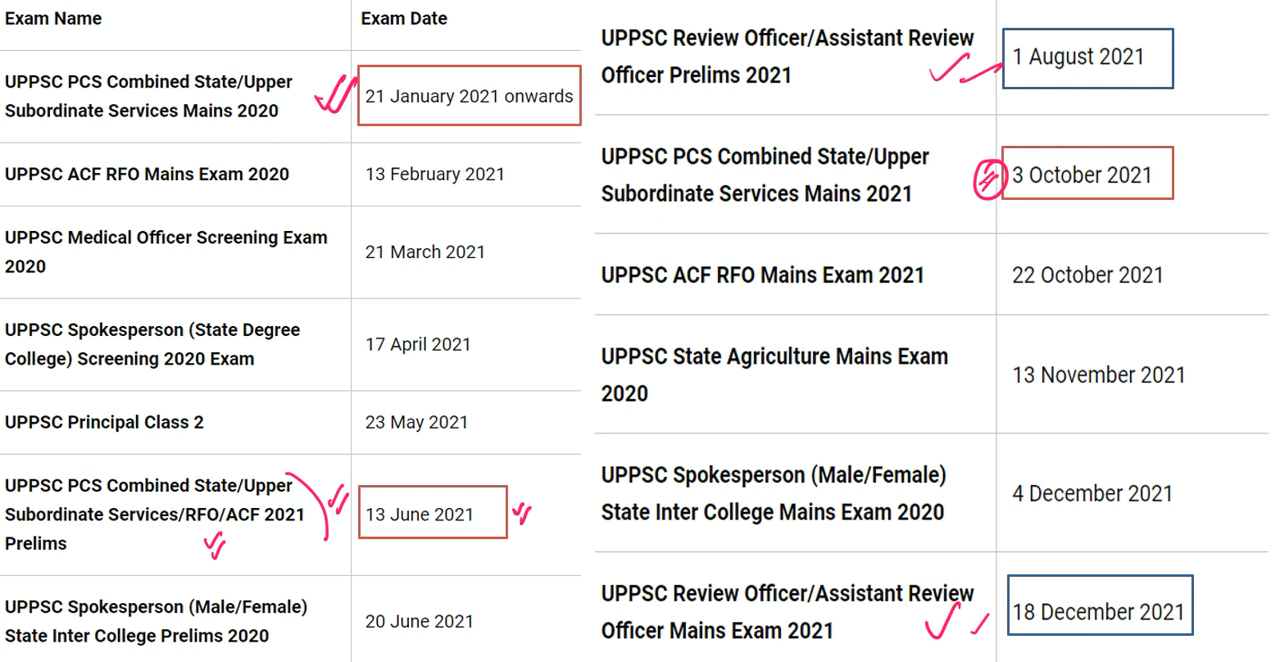 Exam Name
Exam Date
UPPSC PCS Combined State/Upper
Subordinate Services Mains 2020
21 January 2021 onwards
UPPSC ACF RFO Mains Exam 2020
13 February 2021
UPPSC Medical Officer Screening Exam
2020
21 March 2021
UPPSC Spokesperson (State Degree
College) Screening 2020 Exam
17 April 2021
UPPSC Principal Class 2
23 May 2021
UPPSC PCS Combined State/Upper
Subordinate Services/RFO/ACF 2021
Prelims
13 June 2021
UPPSC Spokesperson (Male/Female)
State Inter College Prelims 2020
20 June 2021
UPPSC Review Officer/Assistant Review
Officer Prelims 2021
1 August 2021
UPPSC PCS Combined State/Upper
Subordinate Services Mains 2021
3 October 2021
UPPSC ACF RFO Mains Exam 2021
22 October 2021
UPPSC State Agriculture Mains Exam
2020
13 November 2021
UPPSC Spokesperson (Male/Female)
State Inter College Mains Exam 2020
4 December 2021
UPPSC Review Officer/Assistant Review
Officer Mains Exam 2021
18 December 2021